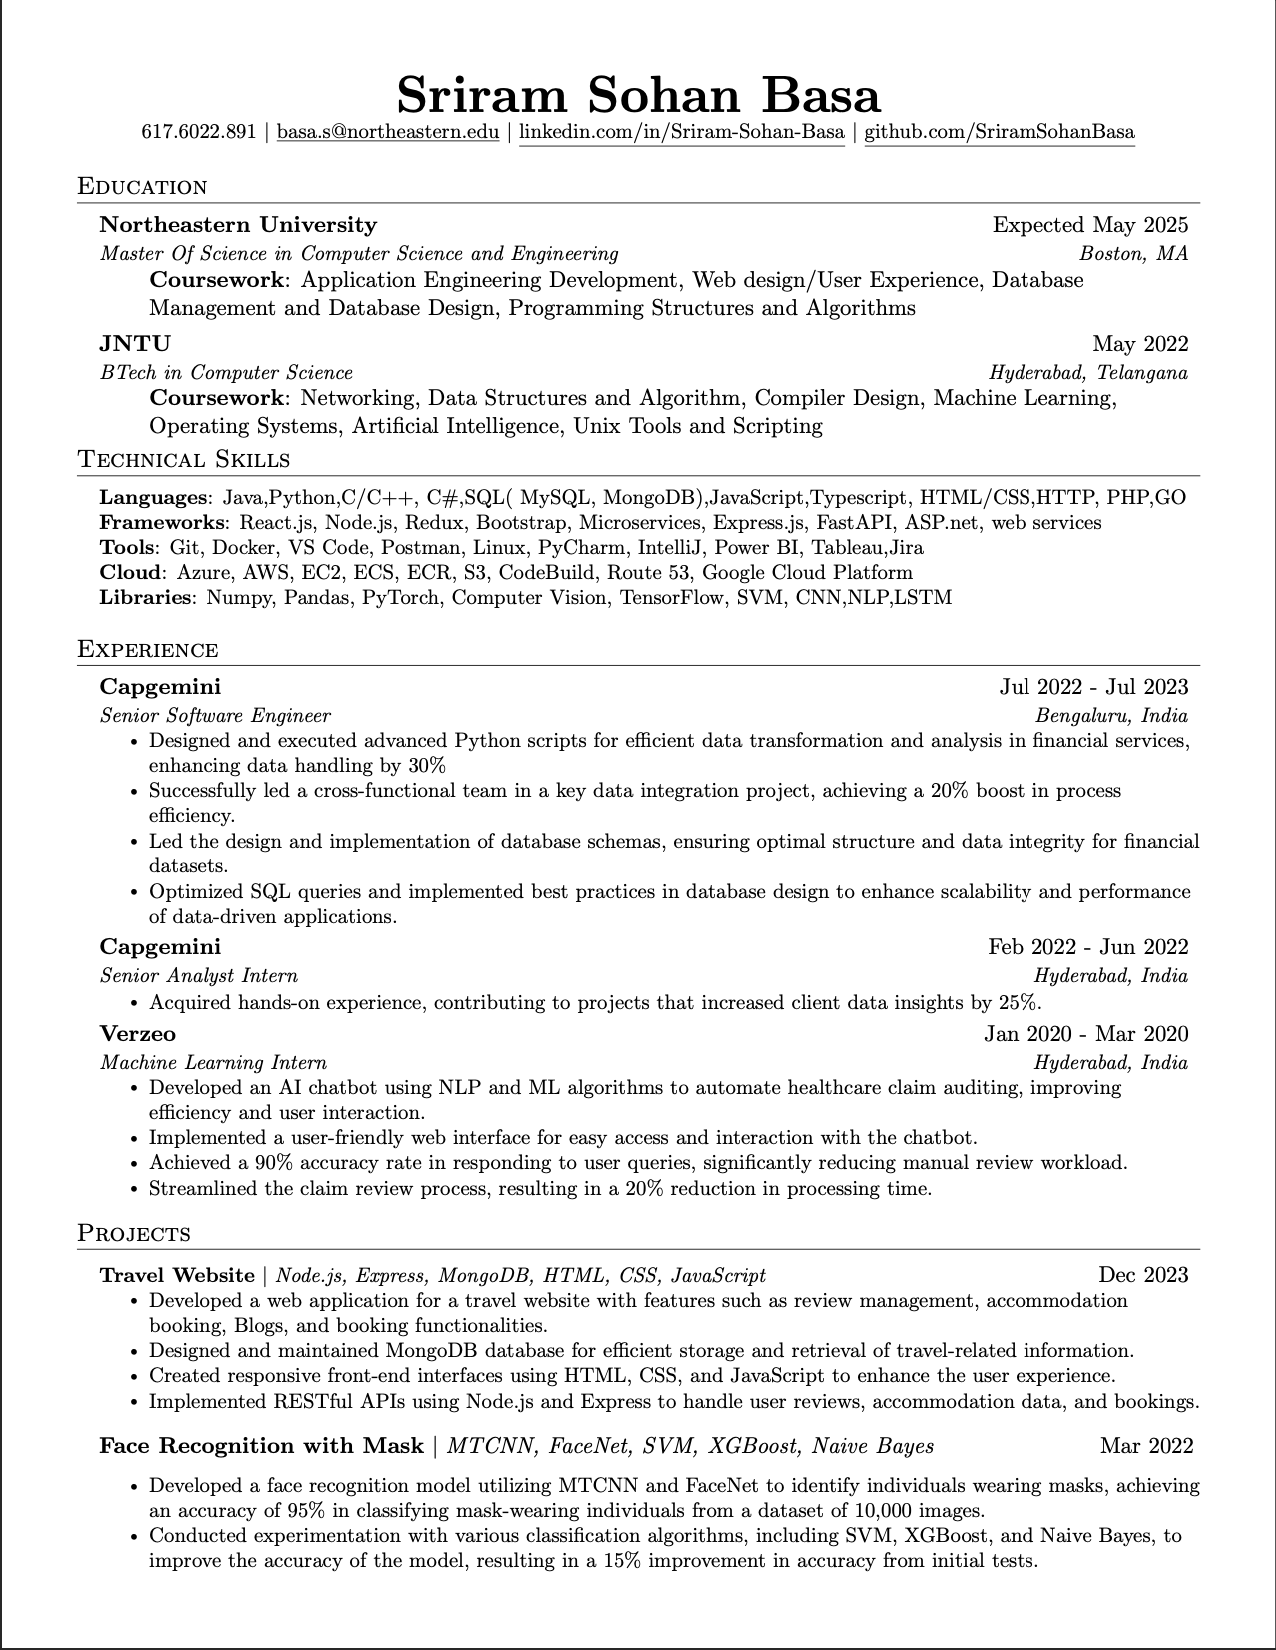 Sriram Sohan Basa
617.6022.891 | basa.s@northeastern.edu | linkedin.com/in/Sriram-Sohan-Basa | github.com/SriramSohanBasa
Education
Northeastern University Expected May 2025
Master Of Science in Computer Science and Engineering Boston, MA
Coursework: Application Engineering Development, Web design/User Experience, Database
Management and Database Design, Programming Structures and Algorithms
JNTU May 2022
BTech in Computer Science Hyderabad, Telangana
Coursework: Networking, Data Structures and Algorithm, Compiler Design, Machine Learning,
Operating Systems, Artificial Intelligence, Unix Tools and Scripting
Technical Skills
Languages: Java,Python,C/C++, C#,SQL( MySQL, MongoDB),JavaScript,Typescript, HTML/CSS,HTTP, PHP,GO
Frameworks: React.js, Node.js, Redux, Bootstrap, Microservices, Express.js, FastAPI, ASP.net, web services
Tools: Git, Docker, VS Code, Postman, Linux, PyCharm, IntelliJ, Power BI, Tableau,Jira
Cloud: Azure, AWS, EC2, ECS, ECR, S3, CodeBuild, Route 53, Google Cloud Platform
Libraries: Numpy, Pandas, PyTorch, Computer Vision, TensorFlow, SVM, CNN,NLP,LSTM
Experience
Capgemini Jul 2022 - Jul 2023
Senior Software Engineer Bengaluru, India
• Designed and executed advanced Python scripts for efficient data transformation and analysis in financial services,
enhancing data handling by 30%
• Successfully led a cross-functional team in a key data integration project, achieving a 20% boost in process
efficiency.
• Led the design and implementation of database schemas, ensuring optimal structure and data integrity for financial
datasets.
• Optimized SQL queries and implemented best practices in database design to enhance scalability and performance
of data-driven applications.
Capgemini Feb 2022 - Jun 2022
Senior Analyst Intern Hyderabad, India
• Acquired hands-on experience, contributing to projects that increased client data insights by 25%.
Verzeo Jan 2020 - Mar 2020
Machine Learning Intern Hyderabad, India
• Developed an AI chatbot using NLP and ML algorithms to automate healthcare claim auditing, improving
efficiency and user interaction.
• Implemented a user-friendly web interface for easy access and interaction with the chatbot.
• Achieved a 90% accuracy rate in responding to user queries, significantly reducing manual review workload.
• Streamlined the claim review process, resulting in a 20% reduction in processing time.
Projects
Travel Website | Node.js, Express, MongoDB, HTML, CSS, JavaScript Dec 2023
• Developed a web application for a travel website with features such as review management, accommodation
booking, Blogs, and booking functionalities.
• Designed and maintained MongoDB database for efficient storage and retrieval of travel-related information.
• Created responsive front-end interfaces using HTML, CSS, and JavaScript to enhance the user experience.
• Implemented RESTful APIs using Node.js and Express to handle user reviews, accommodation data, and bookings.
Face Recognition with Mask | MTCNN, FaceNet, SVM, XGBoost, Naive Bayes Mar 2022
• Developed a face recognition model utilizing MTCNN and FaceNet to identify individuals wearing masks, achieving
an accuracy of 95% in classifying mask-wearing individuals from a dataset of 10,000 images.
• Conducted experimentation with various classification algorithms, including SVM, XGBoost, and Naive Bayes, to
improve the accuracy of the model, resulting in a 15% improvement in accuracy from initial tests.